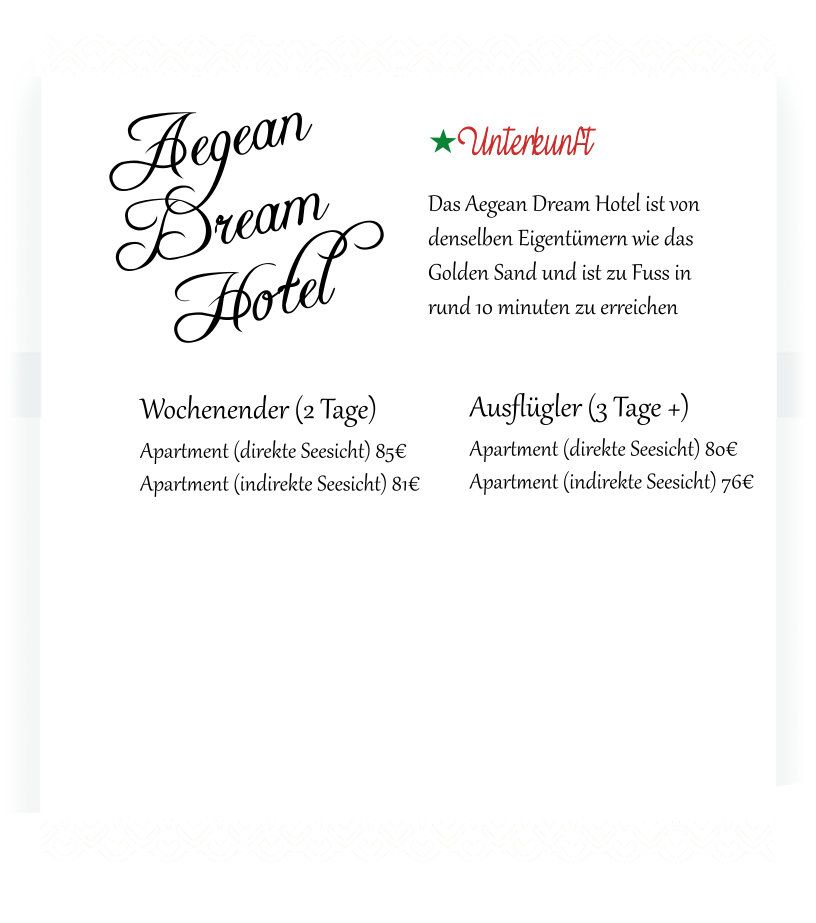 Aegean
Dream
Hotel
★Unterkunft
Das Aegean Dream Hotel ist von
denselben Eigentümern wie das
Golden Sand und ist zu Fuss in
rund 10 minuten zu erreichen
Wochenender (2 Tage)
Apartment (direkte Seesicht) 85€
Apartment (indirekte Seesicht) 81€
Ausflügler (3 Tage +)
Apartment (direkte Seesicht) 80€
Apartment (indirekte Seesicht) 76€